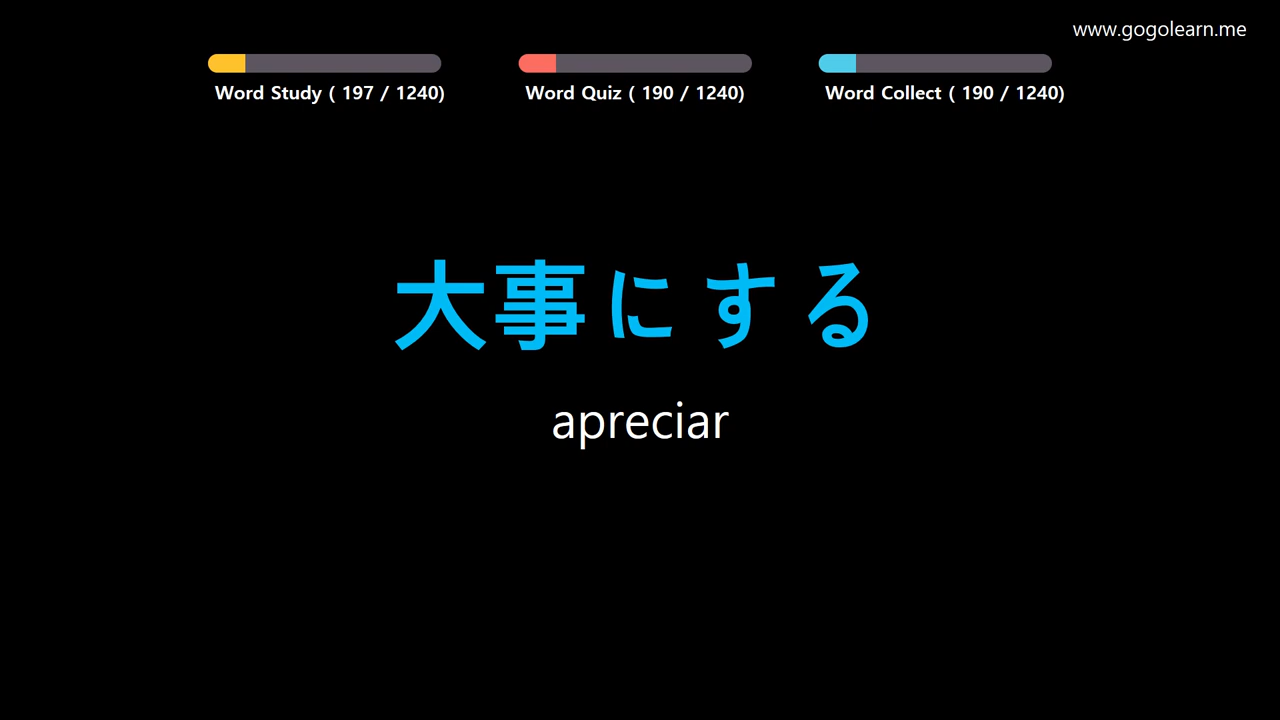 www.gogolearn.me
Word Study ( 197 / 1240)
Word Quiz ( 190 / 1240)
Word Collect ( 190 / 1240)
大事にする
apreciar